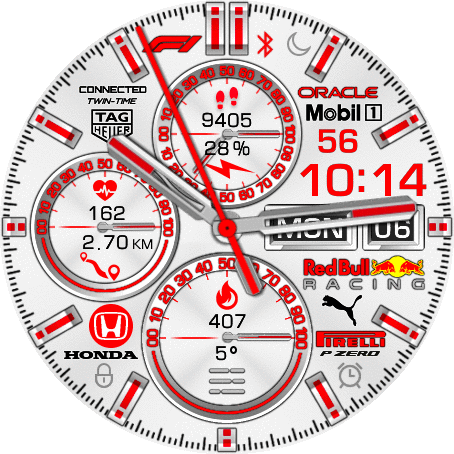 F1
CONNECTED
TWIN-TIME
TAG
HEUER
ORACLE
Mobil 1
56
10:14
9405
28%
162
2.70 KM
MON 06
Red Bull
RACING
407
5°
HONDA
PIRELLI
P ZERO